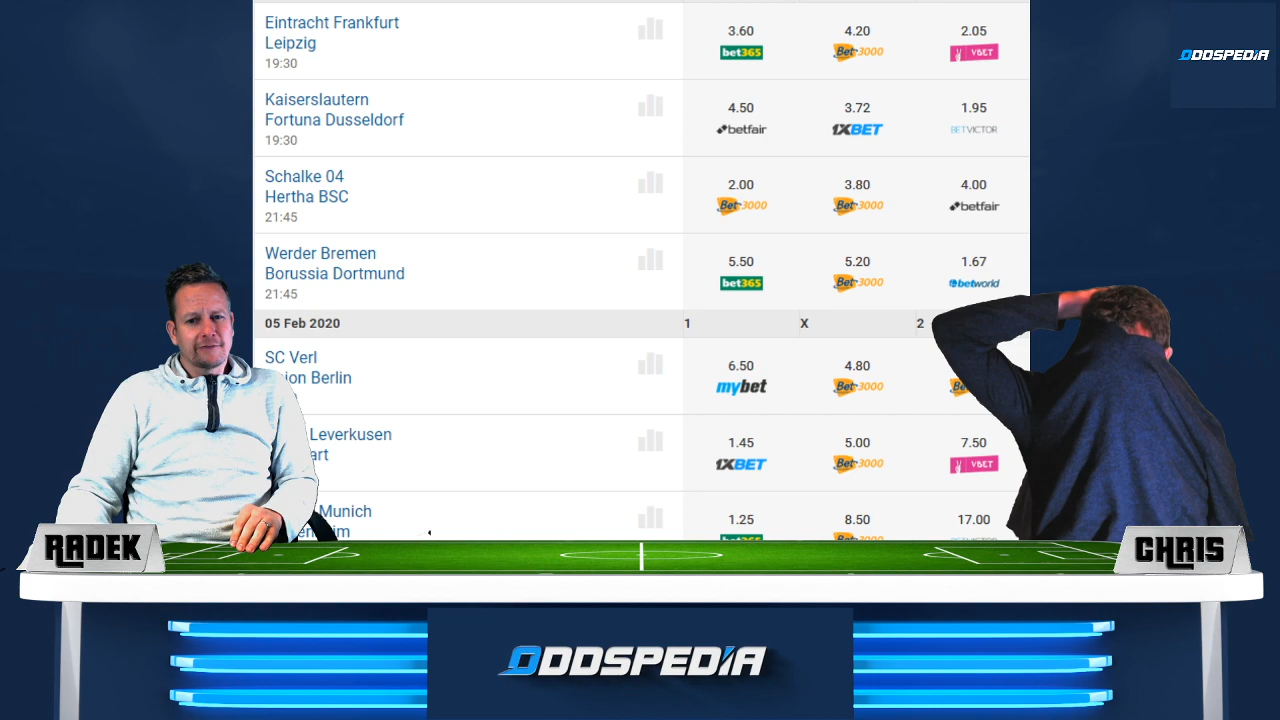 Eintracht Frankfurt
Leipzig
19:30
3.60
4.20
2.05
bet365
Bet3000
VBET
ODDSPEDIA
Kaiserslautern
Fortuna Dusseldorf
19:30
4.50
3.72
1.95
betfair
1XBET
BETVICTOR
Schalke 04
Hertha BSC
21:45
2.00
3.80
4.00
Bet3000
Bet3000
betfair
Werder Bremen
Borussia Dortmund
21:45
5.50
5.20
1.67
bet365
Bet3000
betworld
05 Feb 2020 1 X 2
SC Verl
ion Berlin
6.50
4.80
mybet
Bet3000
Bet
Leverkusen
art
1.45
5.00
7.50
1XBET
Bet3000
VBET
Munich
1.25
8.50
17.00
RADEK
CHRIS
ODDSPEDIA